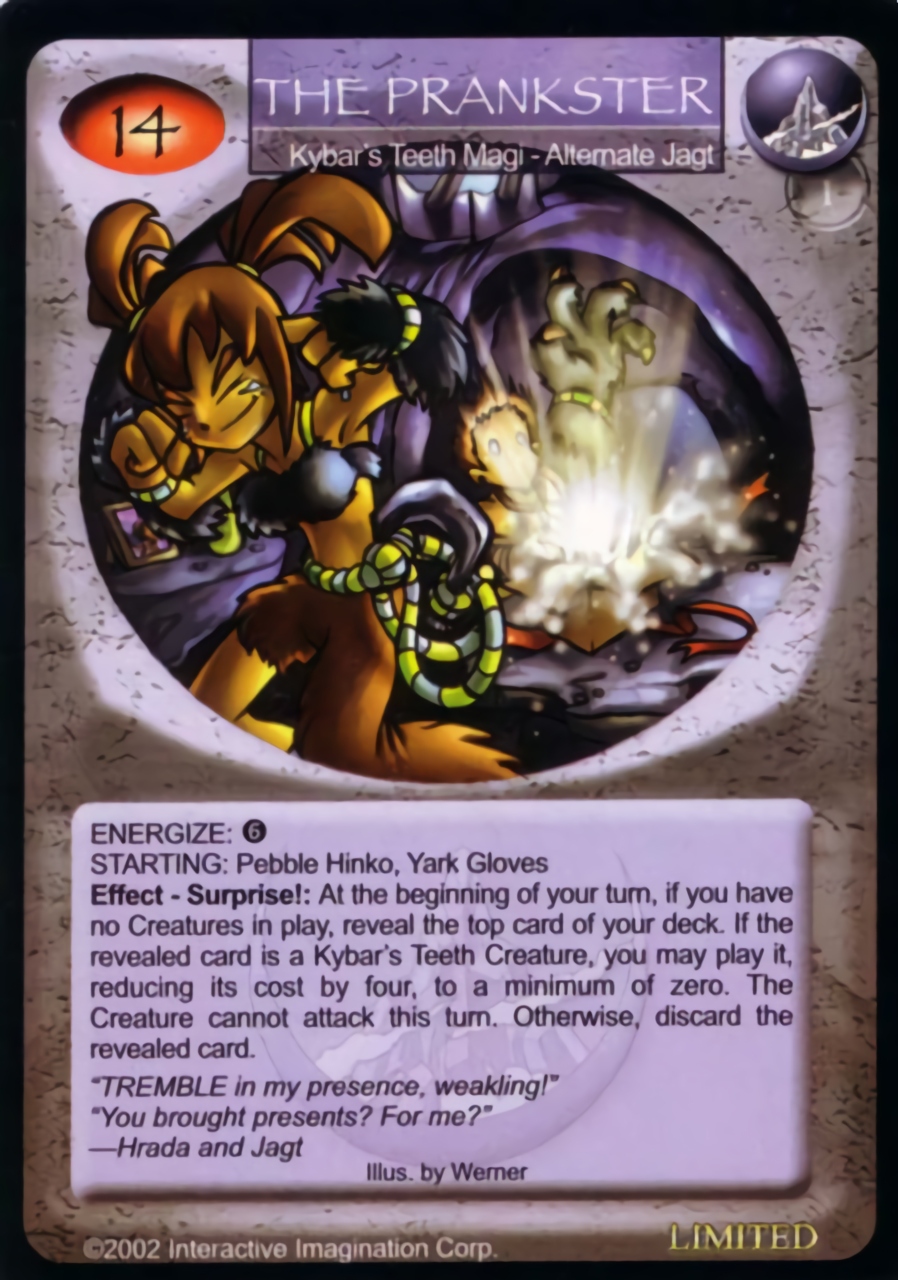 14
THE PRANKSTER
Kybar's Teeth Magi - Alternate Jagt
1
ENERGIZE: 6
STARTING: Pebble Hinko, Yark Gloves
Effect - Surprise!: At the beginning of your turn, if you have
no Creatures in play, reveal the top card of your deck. If the
revealed card is a Kybar's Teeth Creature, you may play it,
reducing its cost by four, to a minimum of zero. The
Creature cannot attack this turn. Otherwise, discard the
revealed card.
"TREMBLE in my presence, weakling!"
"You brought presents? For me?"
—Hrada and Jagt
Illus. by Werner
©2002 Interactive Imagination Corp.
LIMITED